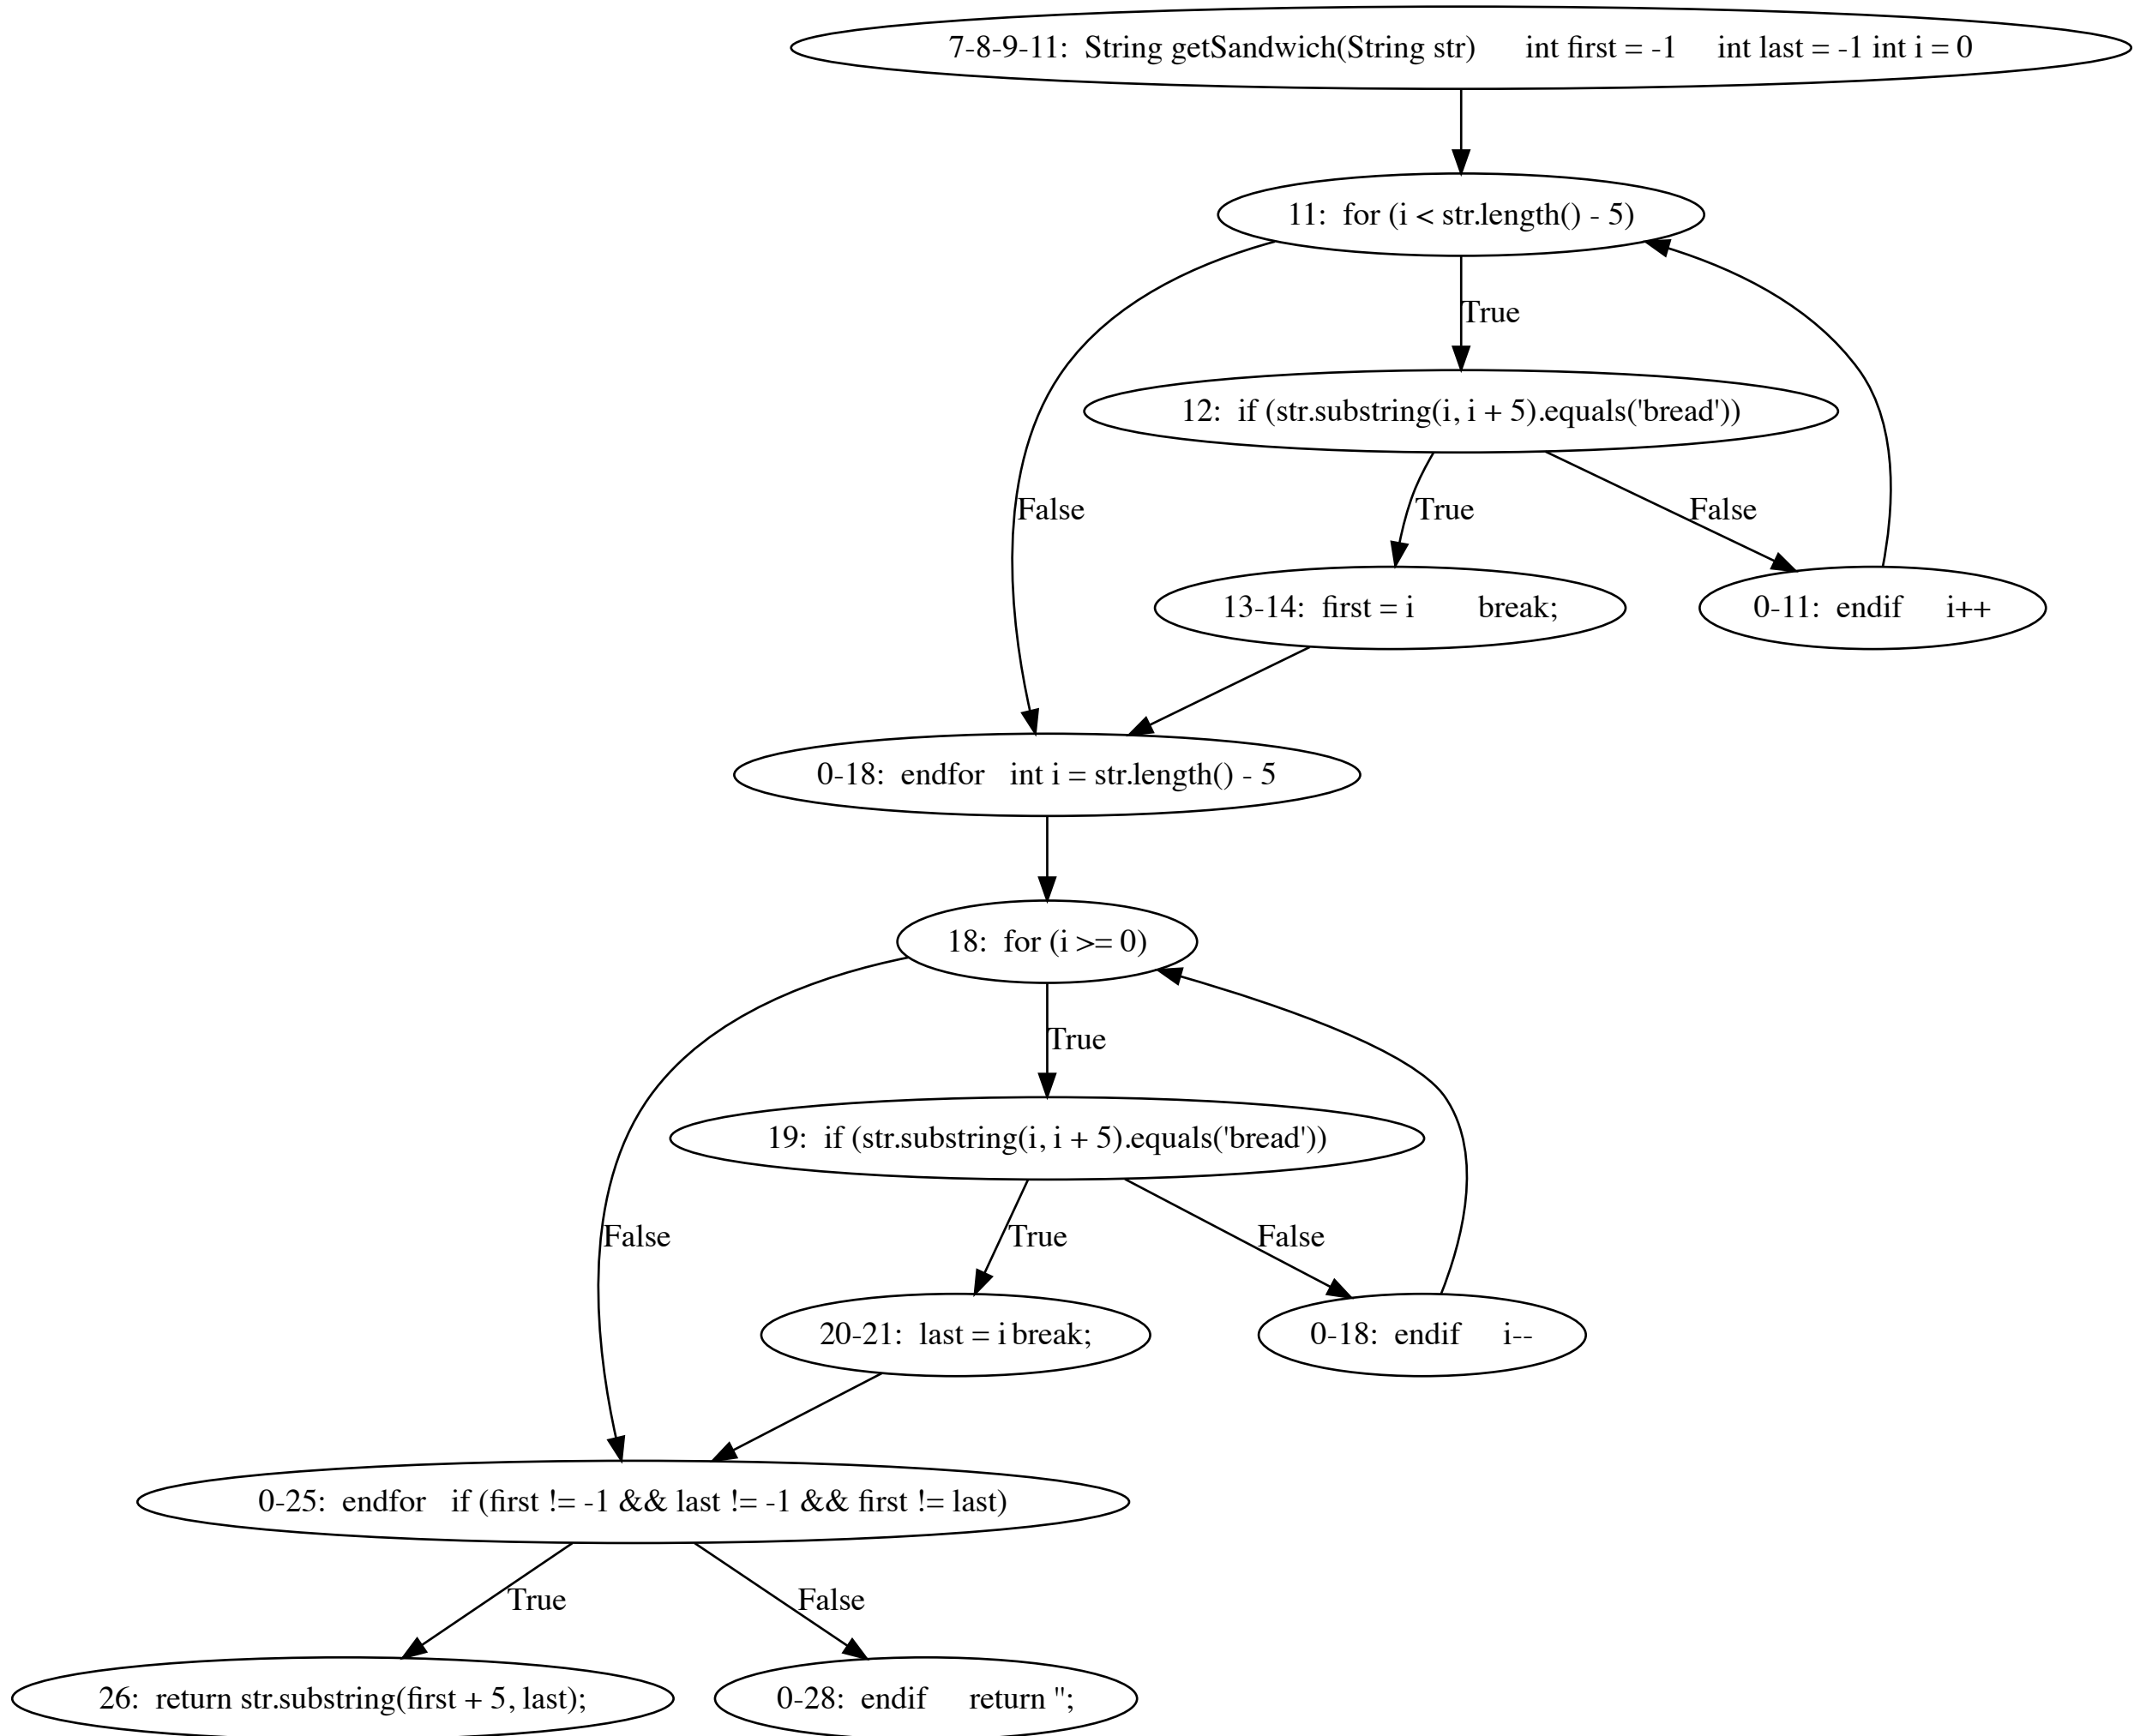 7-8-9-11:  String getSandwich(String str)      int first = -1     int last = -1 int i = 0
11:  for (i < str.length() - 5)
True
12:  if (str.substring(i, i + 5).equals('bread'))
False
True
False
13-14:  first = i        break;
0-11:  endif     i++
0-18:  endfor   int i = str.length() - 5
18:  for (i >= 0)
True
19:  if (str.substring(i, i + 5).equals('bread'))
False
True
False
20-21:  last = i break;
0-18:  endif     i--
0-25:  endfor   if (first != -1 && last != -1 && first != last)
True
False
26:  return str.substring(first + 5, last);
0-28:  endif     return '';